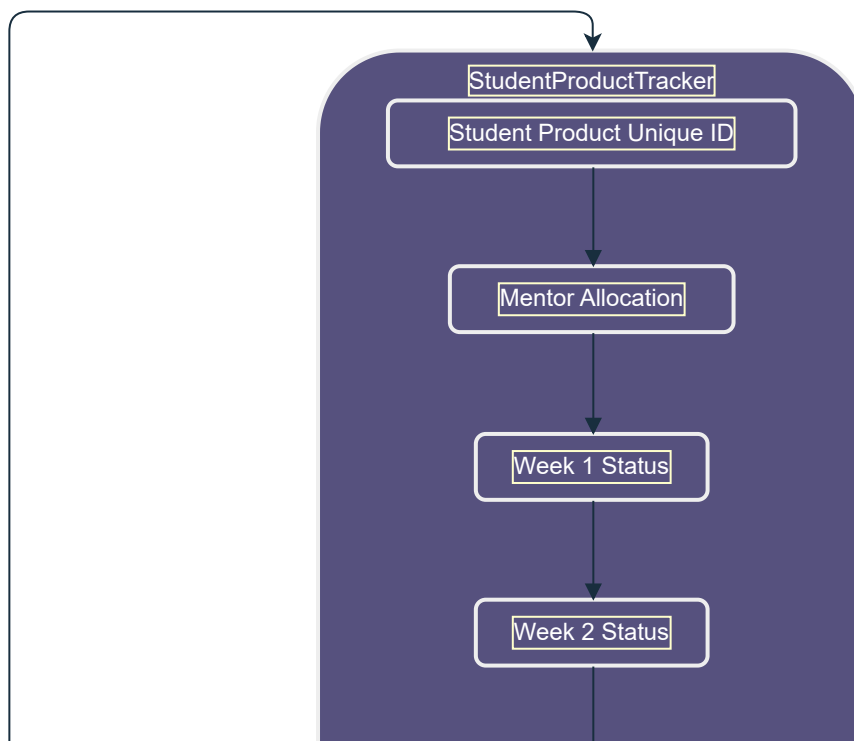 StudentProductTracker
Student Product Unique ID
Mentor Allocation
Week 1 Status
Week 2 Status